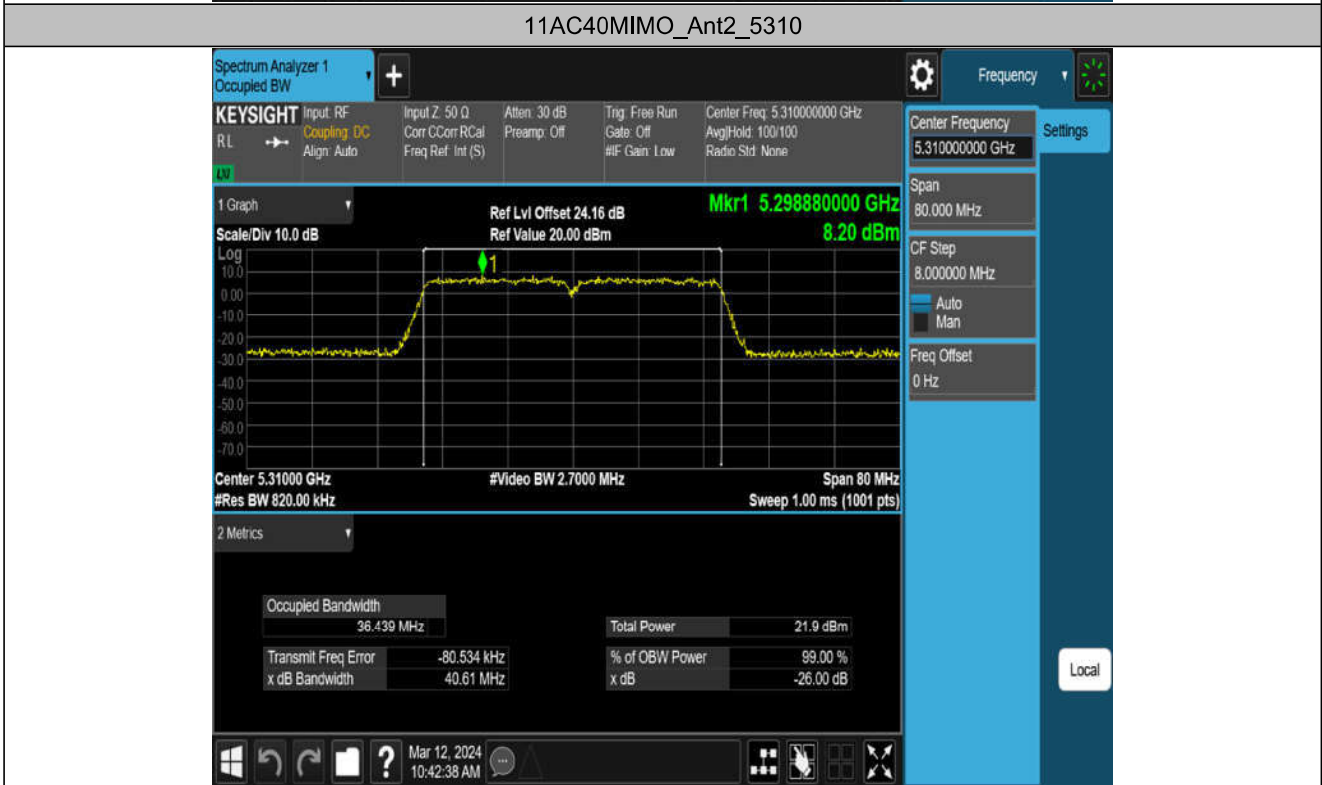 11AC40MIMO_Ant2_5310
Spectrum Analyzer 1
Occupied BW
Frequency
KEYSIGHT
RL
LXI
Input: RF
Coupling: DC
Align: Auto
Input Z: 50 Ω
Corr CCorr RCal
Freq Ref: Int (S)
Atten: 30 dB
Preamp: Off
Trig: Free Run
Gate: Off
#IF Gain: Low
Center Freq: 5.310000000 GHz
Avg|Hold: 100/100
Radio Std: None
Center Frequency
5.310000000 GHz
Settings
Span
80.000 MHz
CF Step
8.000000 MHz
Auto
Man
Freq Offset
0 Hz
Local
1 Graph
Scale/Div 10.0 dB
Ref Lvl Offset 24.16 dB
Ref Value 20.00 dBm
Mkr1 5.298880000 GHz
8.20 dBm
Log
1
10.0
0.00
-10.0
-20.0
-30.0
-40.0
-50.0
-60.0
-70.0
Center 5.31000 GHz
#Video BW 2.7000 MHz
Span 80 MHz
#Res BW 820.00 kHz
Sweep 1.00 ms (1001 pts)
2 Metrics
Occupied Bandwidth
36.439 MHz
Total Power 21.9 dBm
Transmit Freq Error -80.534 kHz
% of OBW Power 99.00 %
x dB Bandwidth 40.61 MHz
x dB -26.00 dB
?
Mar 12, 2024
10:42:38 AM